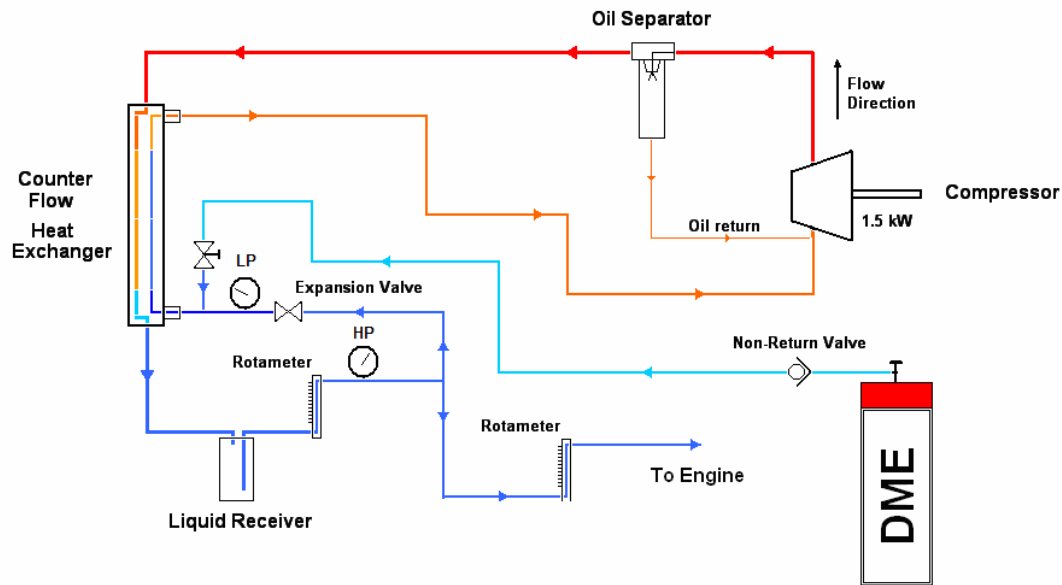 Oil Separator
Flow
Direction
Counter
Flow
Heat
Exchanger
Compressor
1.5 kW
Oil return
LP
Expansion Valve
HP
Non-Return Valve
Rotameter
Rotameter
To Engine
Liquid Receiver
DME